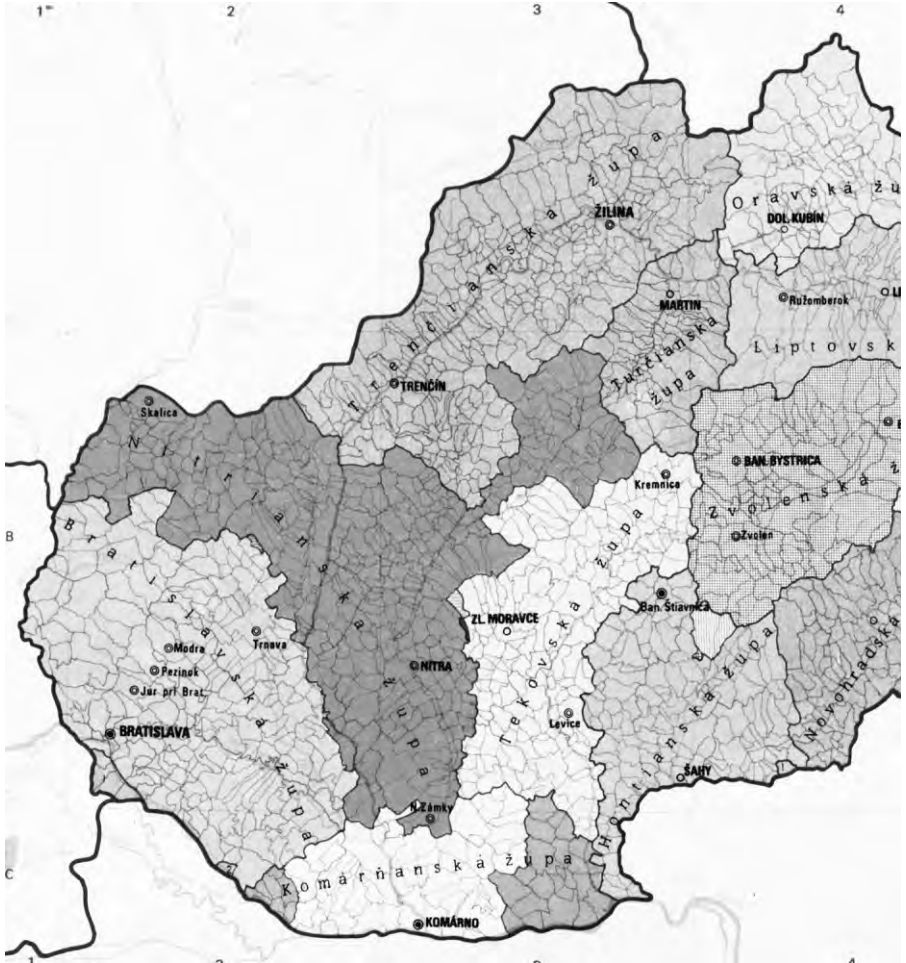 1 2 3 4
Oravská žu
DOL. KUBÍN
Trenčianska župa
ŽILINA
MARTIN
Ružomberok
Liptovsk
Turčianska
župa
TRENČÍN
Skalica
Nitrianska župa
BAN. BYSTRICA
Kremnica
Zvolenská ž
Zvolen
B
Bratislavská župa
Ban. Štiavnica
ZL. MORAVCE
Tekovská župa
Modra
Trnava
Pezinok
Jur pri Brat.
NITRA
Novohradská
Levice
BRATISLAVA
Hontianska župa
ŠAHY
N. Zámky
C
Komárňanská župa
KOMÁRNO